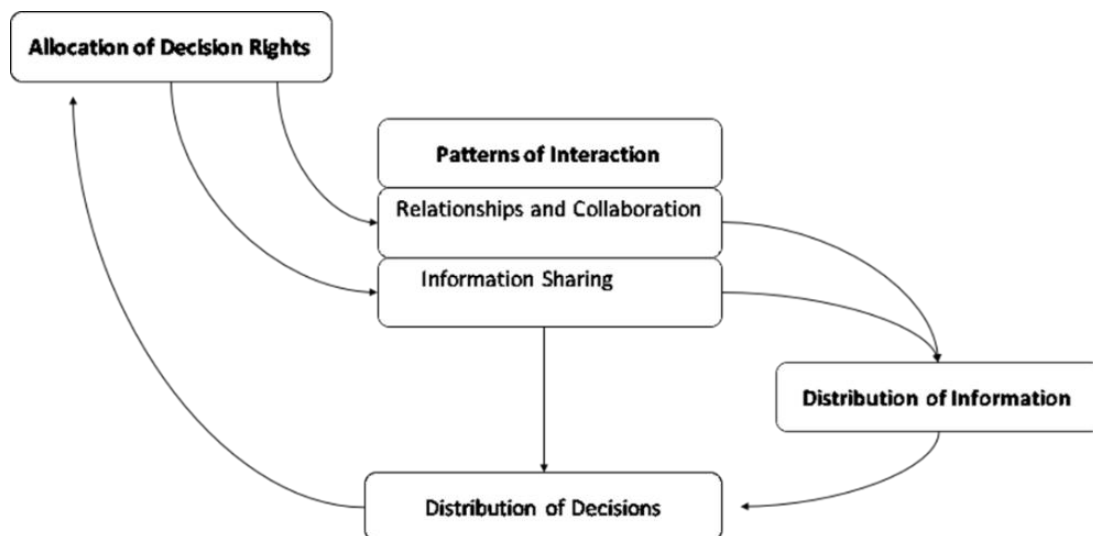 Allocation of Decision Rights
Patterns of Interaction
Relationships and Collaboration
Information Sharing
Distribution of Information
Distribution of Decisions